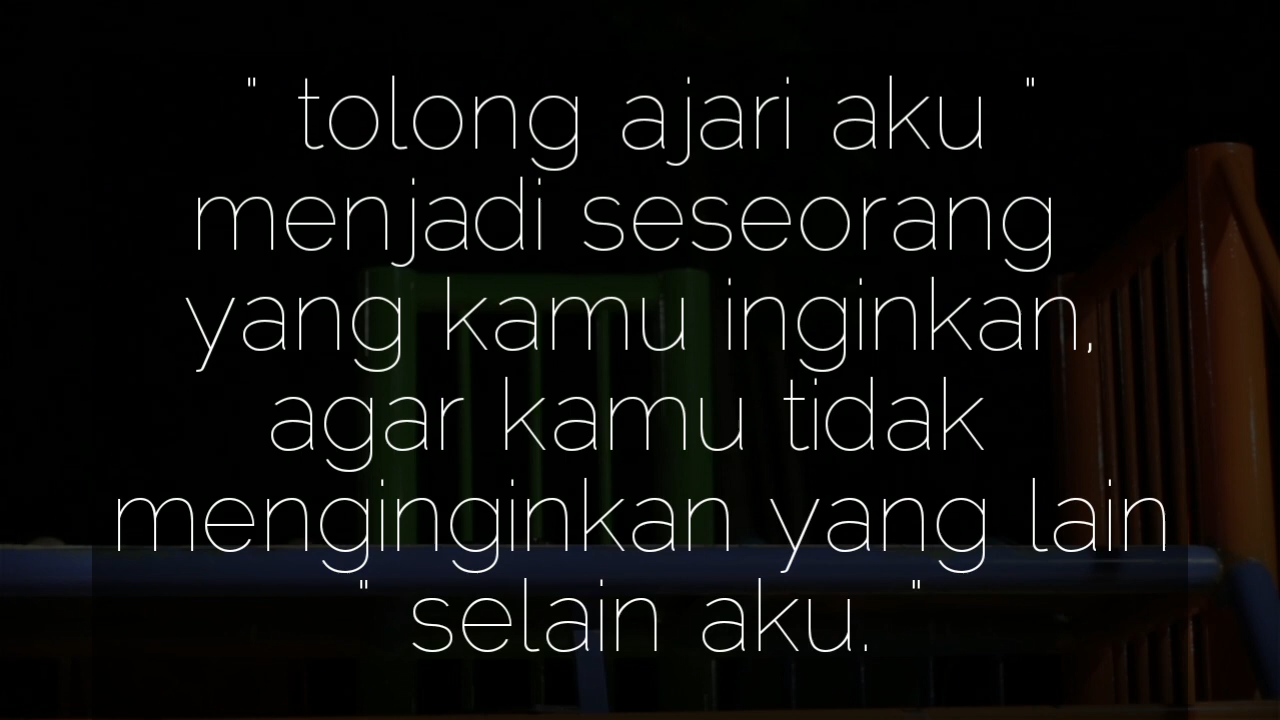 " tolong ajari aku "
menjadi seseorang
yang kamu inginkan,
agar kamu tidak
menginginkan yang lain
" selain aku. "